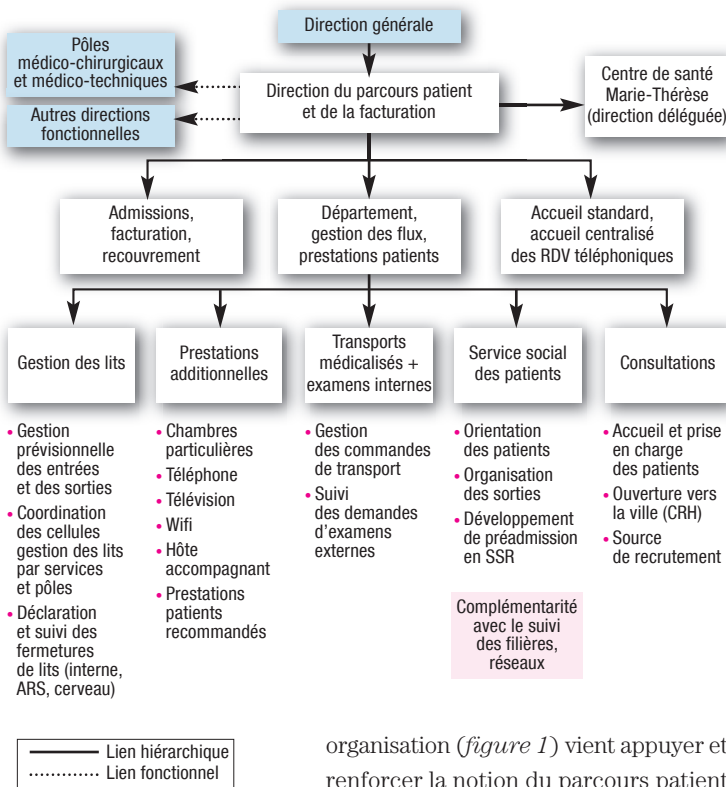 Direction générale
Pôles
médico-chirurgicaux
et médico-techniques
Autres directions
fonctionnelles
Direction du parcours patient
et de la facturation
Centre de santé
Marie-Thérèse
(direction déléguée)
Admissions,
facturation,
recouvrement
Département,
gestion des flux,
prestations patients
Accueil standard,
accueil centralisé
des RDV téléphoniques
Gestion des lits
Prestations
additionnelles
Transports
médicalisés +
examens internes
Service social
des patients
Consultations
• Gestion
prévisionnelle
des entrées
et des sorties
• Coordination
des cellules
gestion des lits
par services
et pôles
• Déclaration
et suivi des
fermetures
de lits (interne,
ARS, cerveau)
• Chambres
particulières
• Téléphone
• Télévision
• Wifi
• Hôte
accompagnant
• Prestations
patients
recommandés
• Gestion
des commandes
de transport
• Suivi
des demandes
d'examens
externes
• Orientation
des patients
• Organisation
des sorties
• Développement
de préadmission
en SSR
Complémentarité
avec le suivi
des filières,
réseaux
• Accueil et prise
en charge
des patients
• Ouverture vers
la ville (CRH)
• Source
de recrutement
Lien hiérarchique
Lien fonctionnel
organisation (figure 1) vient appuyer et
renforcer la notion du parcours patient